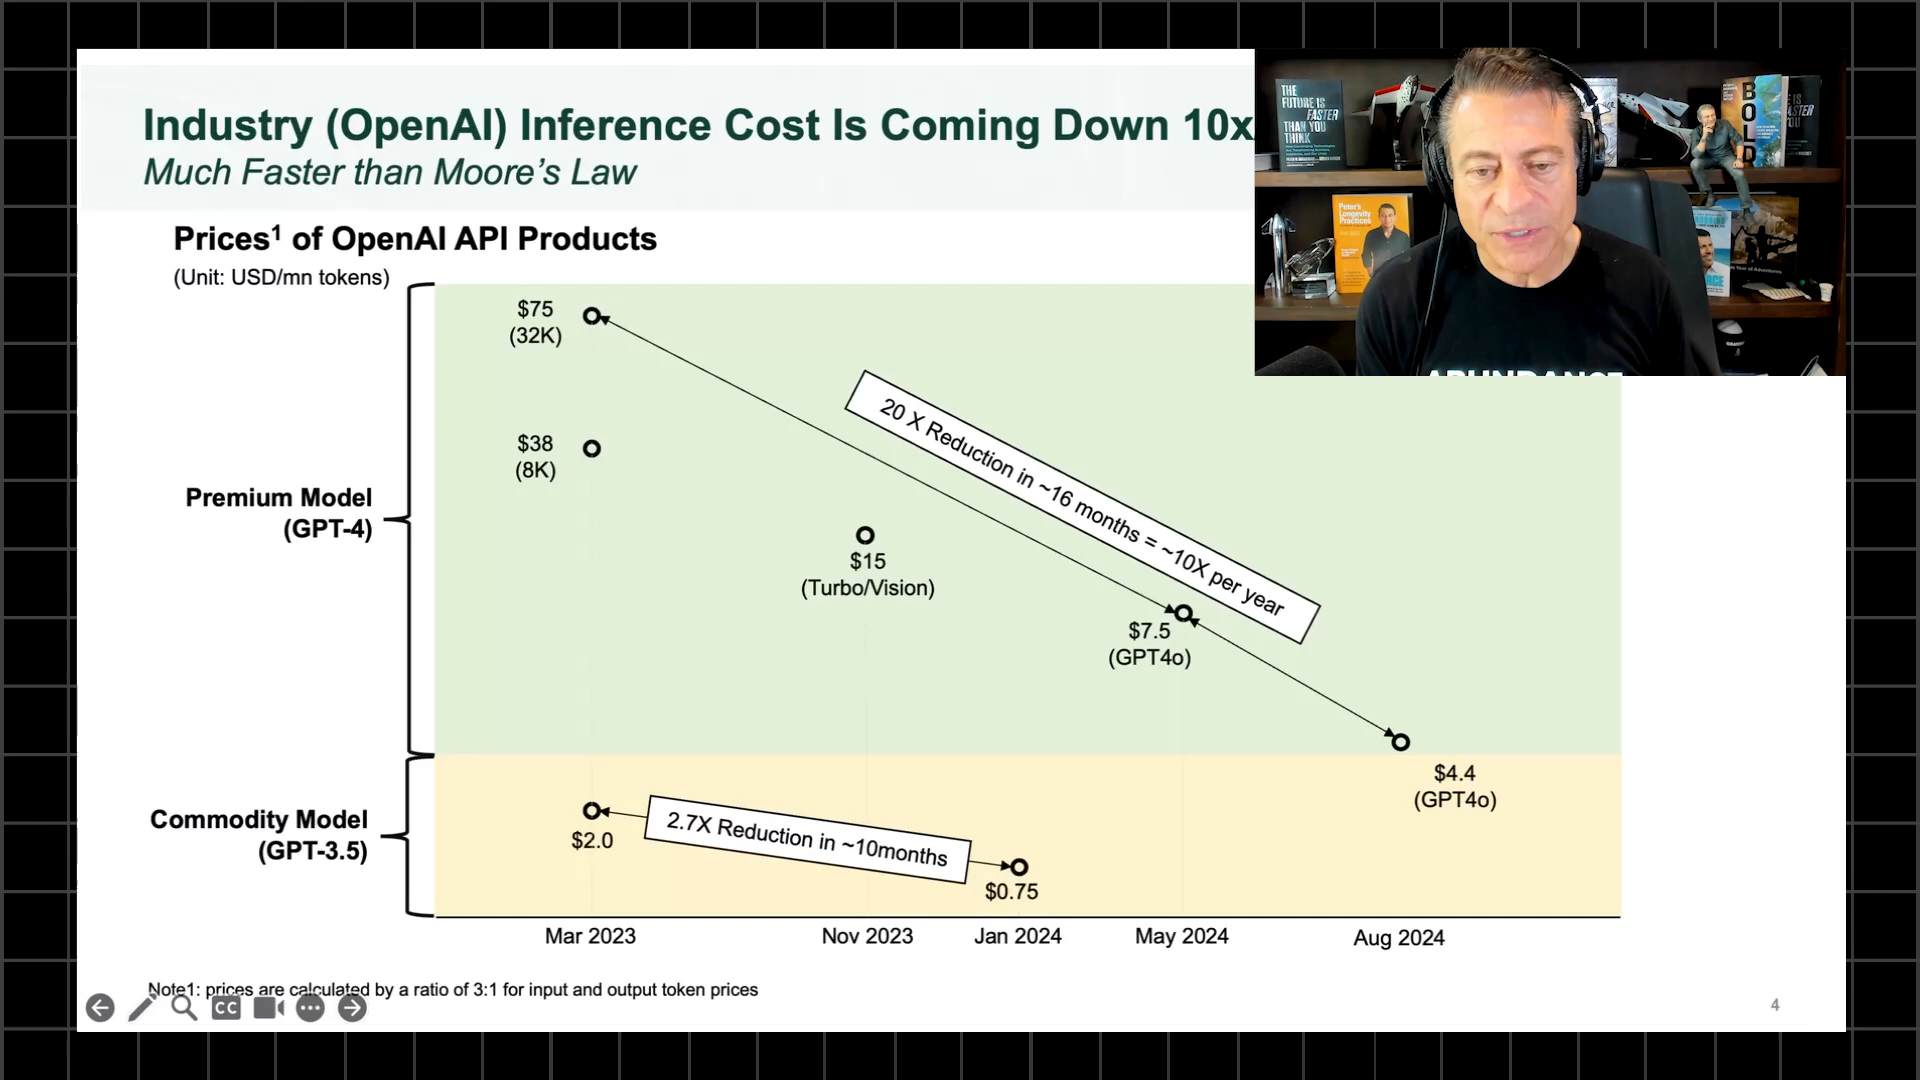 Industry (OpenAI) Inference Cost Is Coming Down 10x
Much Faster than Moore's Law
Prices¹ of OpenAI API Products
(Unit: USD/mn tokens)
$75
(32K)
$38
(8K)
20 X Reduction in ~16 months = ~10X per year
Premium Model
(GPT-4)
$15
(Turbo/Vision)
$7.5
(GPT4o)
$4.4
(GPT4o)
Commodity Model
(GPT-3.5)
$2.0
2.7X Reduction in ~10months
$0.75
Mar 2023
Nov 2023
Jan 2024
May 2024
Aug 2024
Note1: prices are calculated by a ratio of 3:1 for input and output token prices
CC
4
THE
FUTURE IS
FASTER
THAN YOU
THINK
BOLD
Peter's
Longevity
Practices
ABUNDANCE